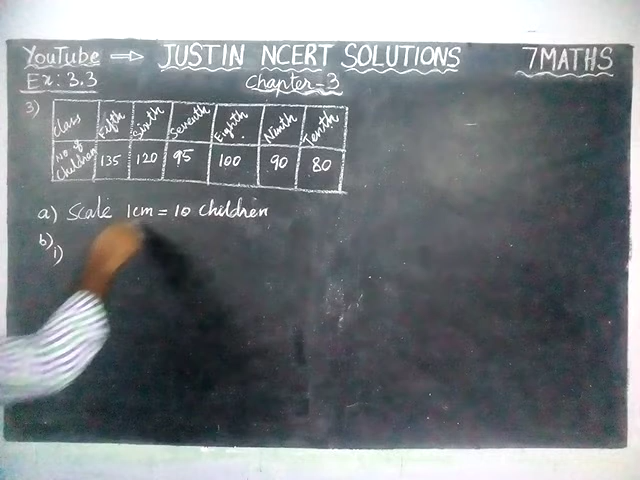 YouTube → JUSTIN NCERT SOLUTIONS 7MATHS
Ex: 3.3 Chapter-3
3) Class Fifth Sixth Seventh Eighth Ninth Tenth
No of Children 135 120 95 100 90 80
a) Scale 1cm = 10 children
b)
i)